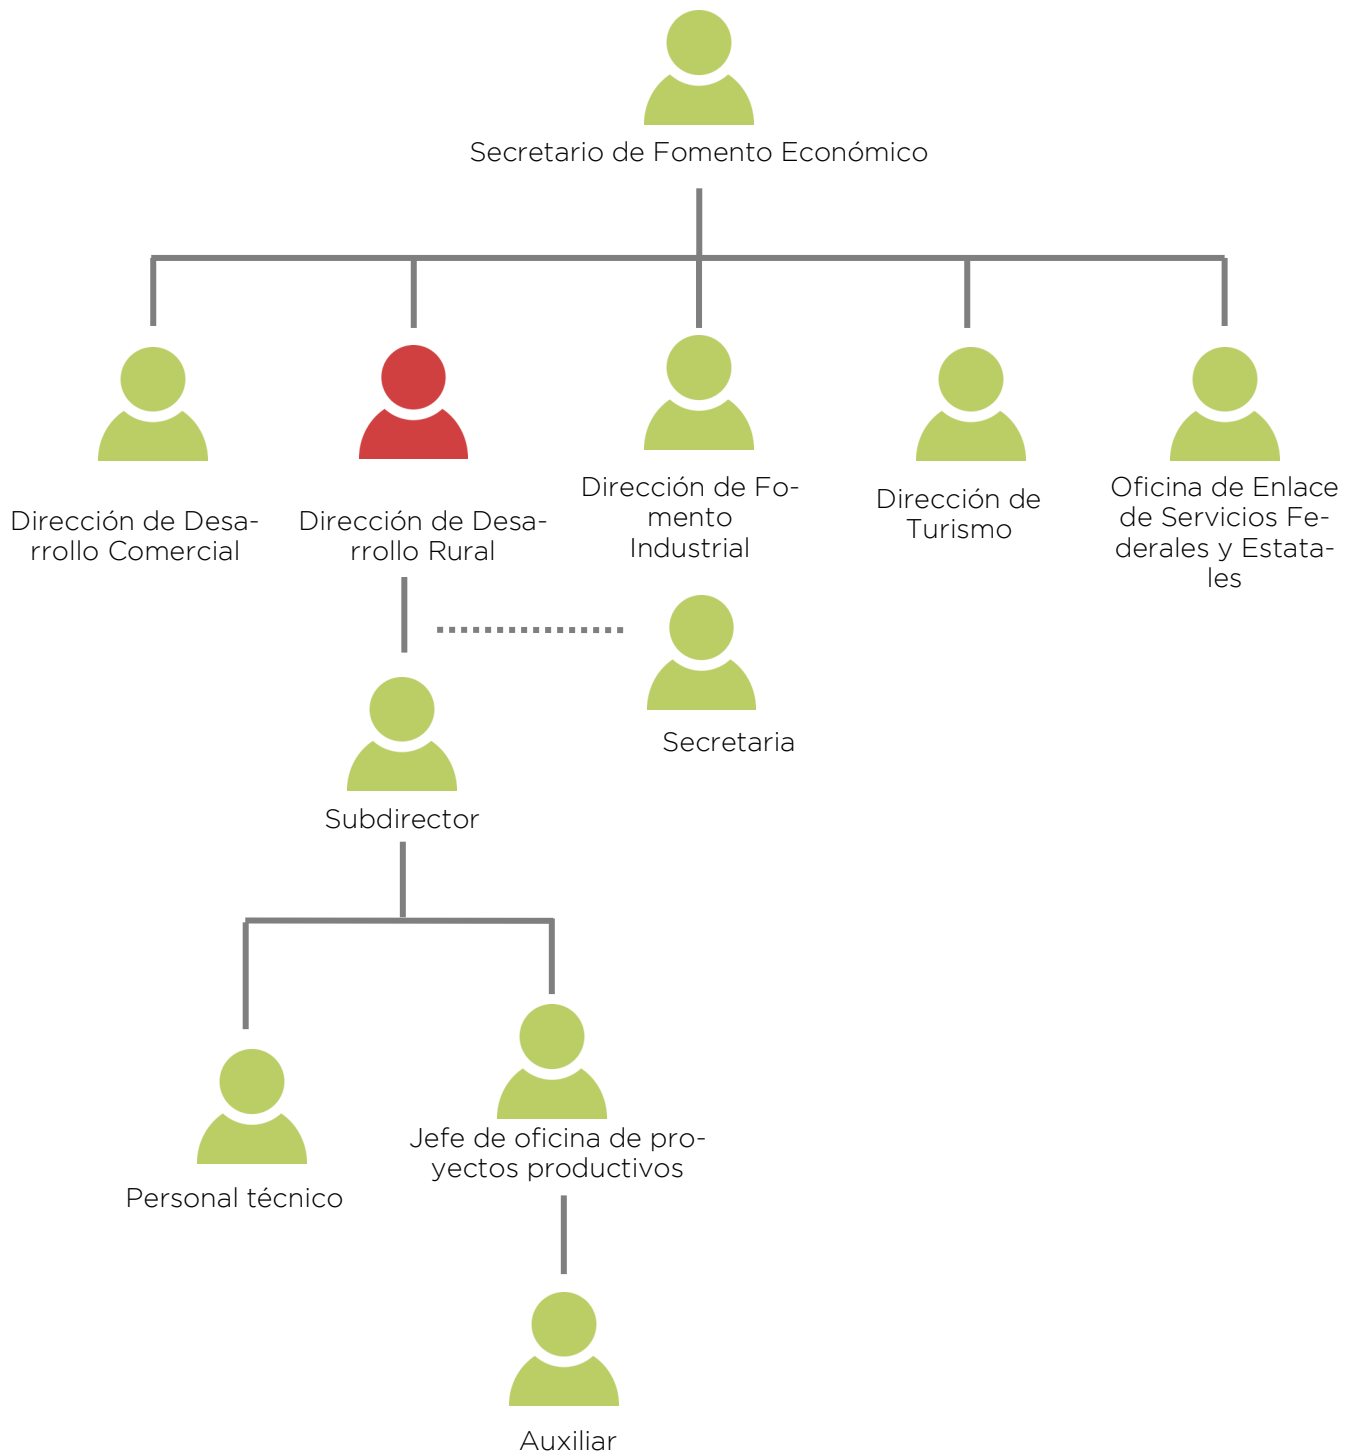 Secretario de Fomento Económico
Dirección de Desa-
rrollo Comercial
Dirección de Desa-
rrollo Rural
Dirección de Fo-
mento
Industrial
Dirección de
Turismo
Oficina de Enlace
de Servicios Fe-
derales y Estata-
les
Secretaria
Subdirector
Personal técnico
Jefe de oficina de pro-
yectos productivos
Auxiliar